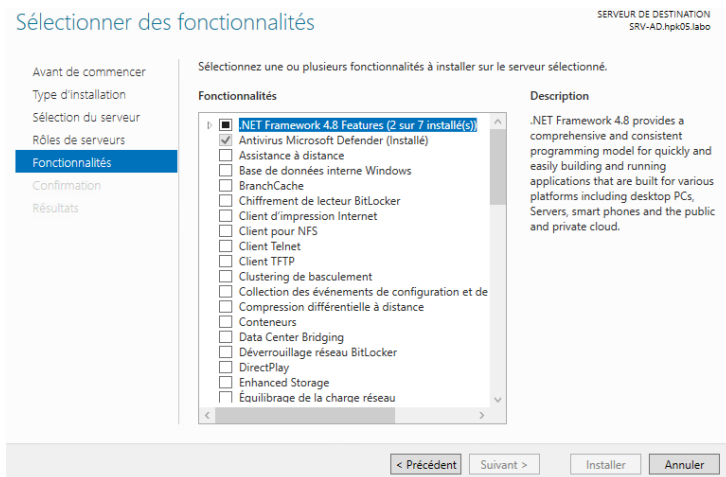 Sélectionner des fonctionnalités
SERVEUR DE DESTINATION
SRV-AD.hpk05.labo
Avant de commencer
Type d'installation
Sélection du serveur
Rôles de serveurs
Fonctionnalités
Confirmation
Résultats
Sélectionnez une ou plusieurs fonctionnalités à installer sur le serveur sélectionné.
Fonctionnalités
.NET Framework 4.8 Features (2 sur 7 installé(s))
Antivirus Microsoft Defender (Installé)
Assistance à distance
Base de données interne Windows
BranchCache
Chiffrement de lecteur BitLocker
Client d'impression Internet
Client pour NFS
Client Telnet
Client TFTP
Clustering de basculement
Collection des événements de configuration et de
Compression différentielle à distance
Conteneurs
Data Center Bridging
Déverrouillage réseau BitLocker
DirectPlay
Enhanced Storage
Équilibrage de la charge réseau
Description
.NET Framework 4.8 provides a
comprehensive and consistent
programming model for quickly and
easily building and running
applications that are built for various
platforms including desktop PCs,
Servers, smart phones and the public
and private cloud.
< Précédent
Suivant >
Installer
Annuler